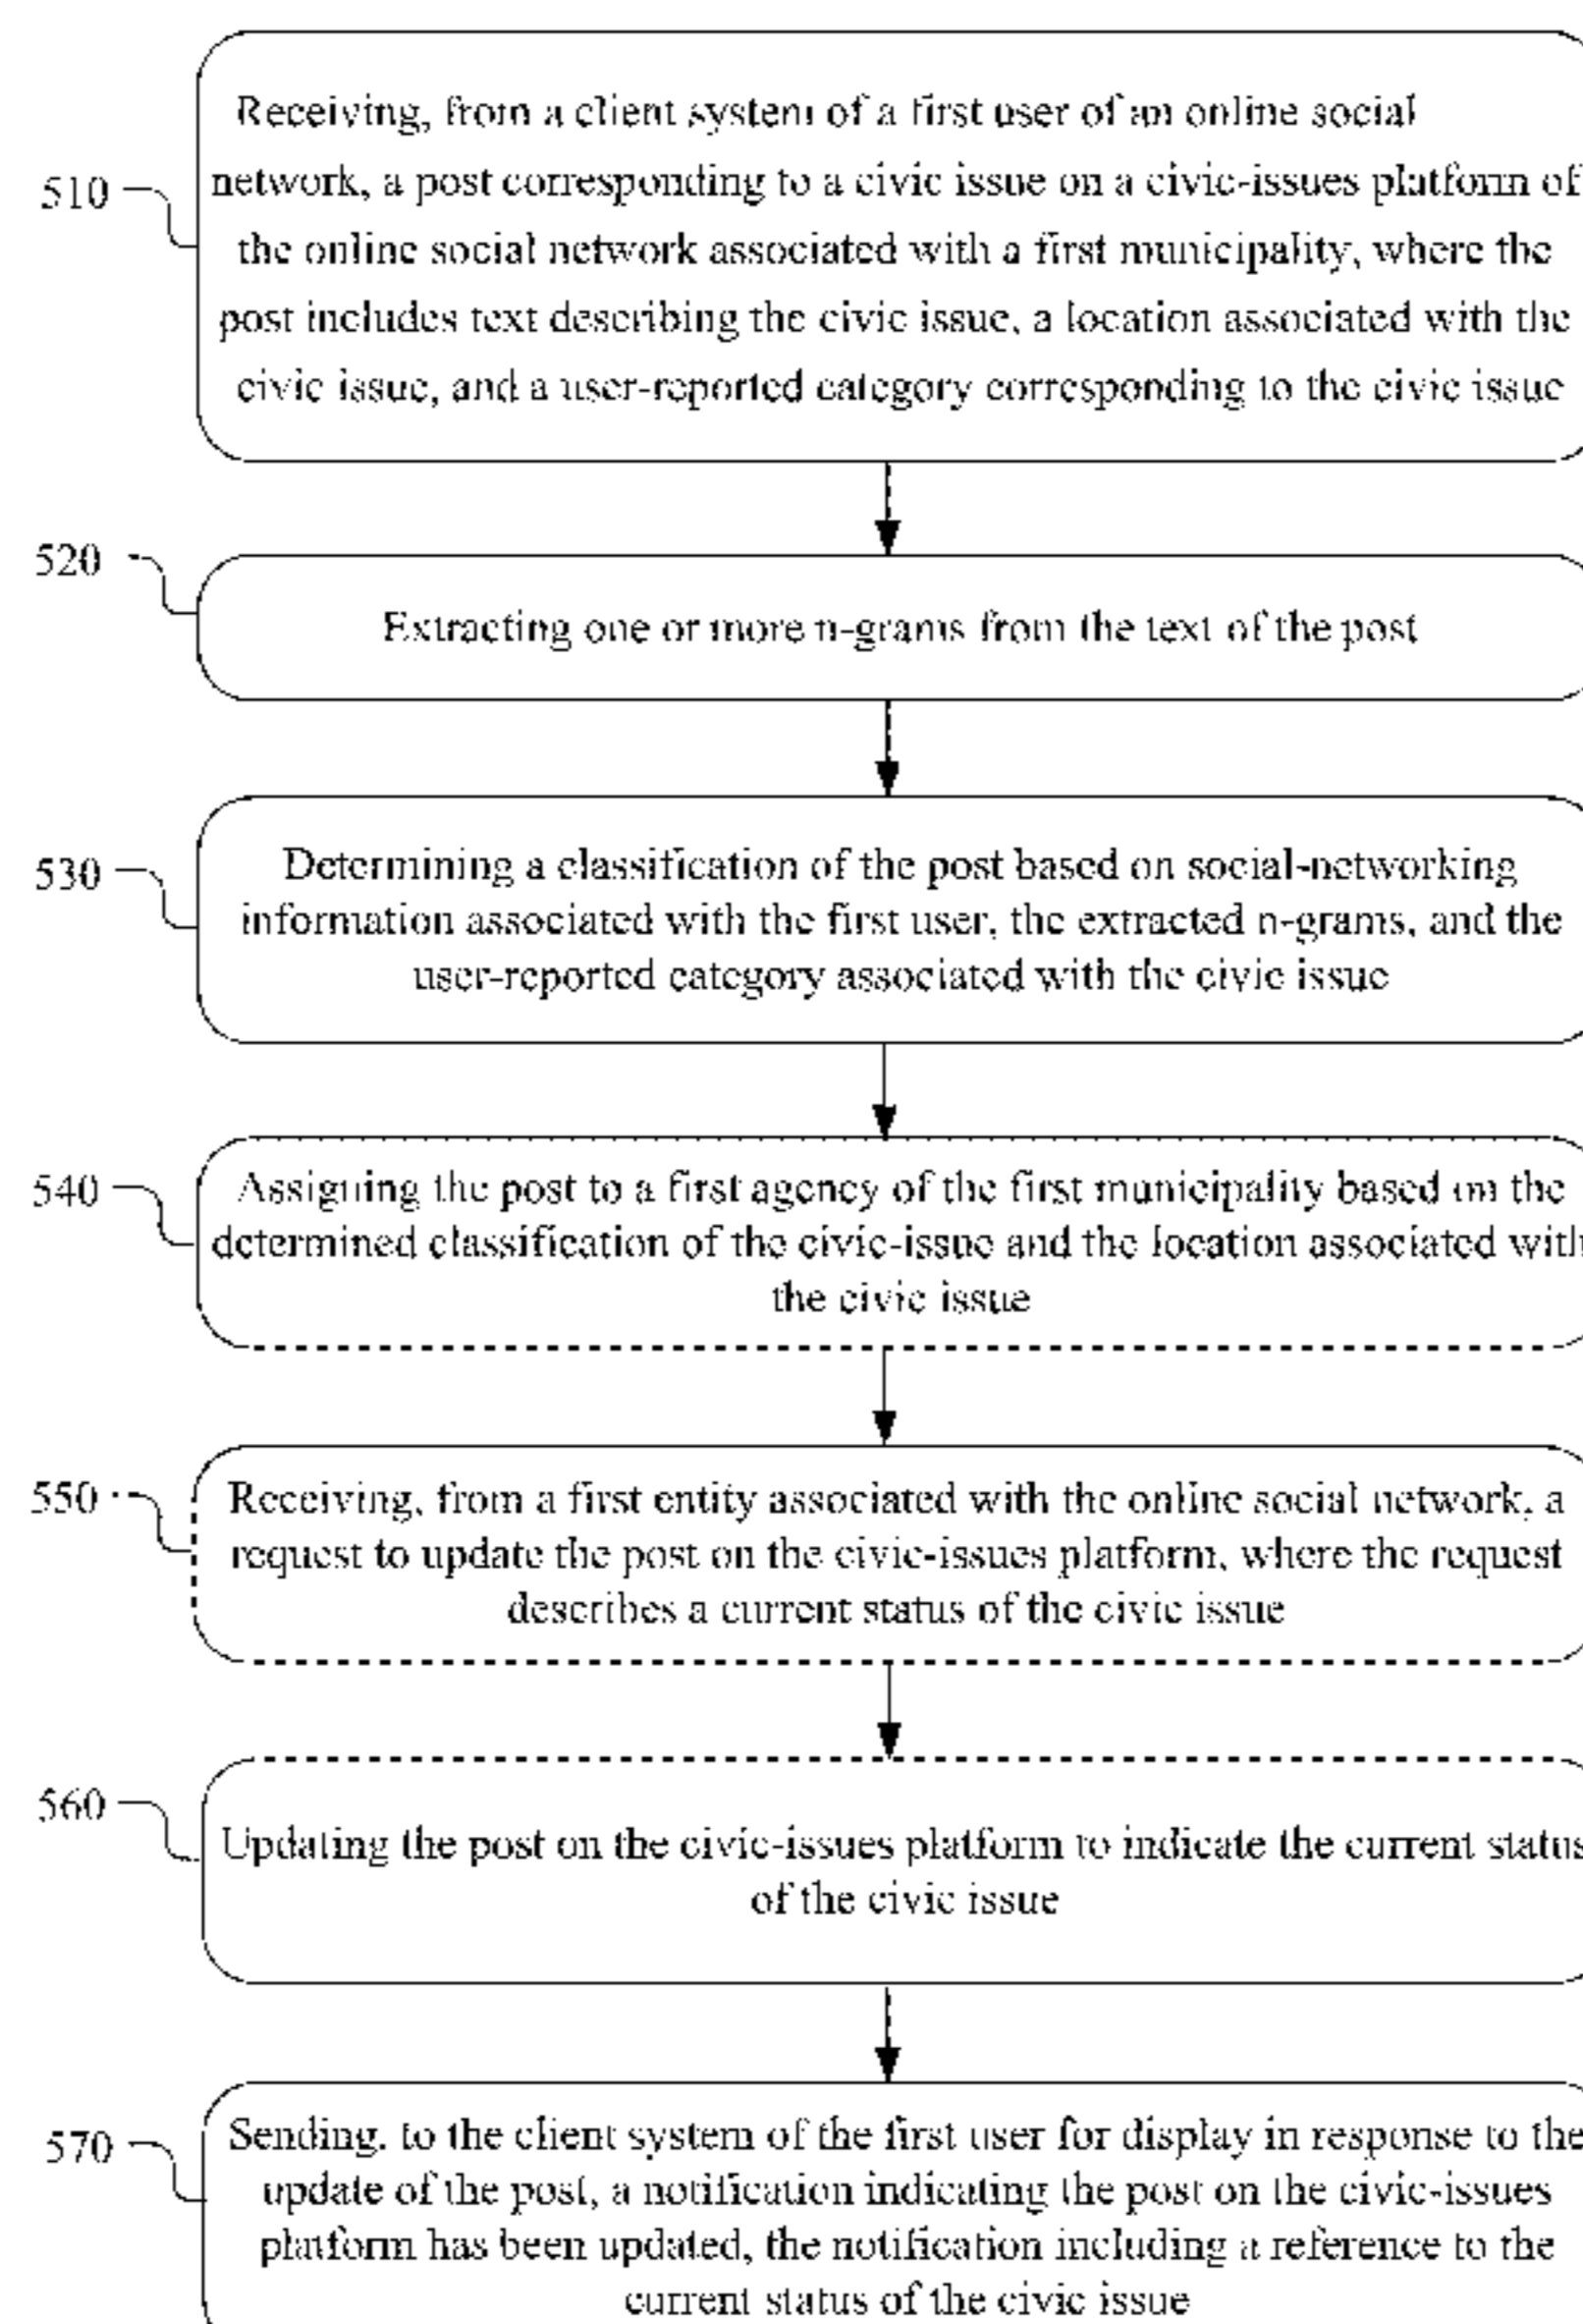 Receiving, from a client system of a first user of an online social
510
network, a post corresponding to a civic issue on a civic-issues platform of
the online social network associated with a first municipality, where the
post includes text describing the civic issue, a location associated with the
civic issue, and a user-reported category corresponding to the civic issue
520
Extracting one or more n-grams from the text of the post
530
Determining a classification of the post based on social-networking
information associated with the first user, the extracted n-grams, and the
user-reported category associated with the civic issue
540
Assigning the post to a first agency of the first municipality based on the
determined classification of the civic-issue and the location associated with
the civic issue
550
Receiving, from a first entity associated with the online social network, a
request to update the post on the civic-issues platform, where the request
describes a current status of the civic issue
560
Updating the post on the civic-issues platform to indicate the current status
of the civic issue
570
Sending, to the client system of the first user for display in response to the
update of the post, a notification indicating the post on the civic-issues
platform has been updated, the notification including a reference to the
current status of the civic issue